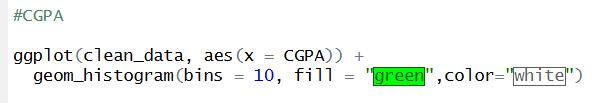 #CGPA
ggplot(clean_data, aes(x = CGPA)) +
  geom_histogram(bins = 10, fill = "green",color="white")